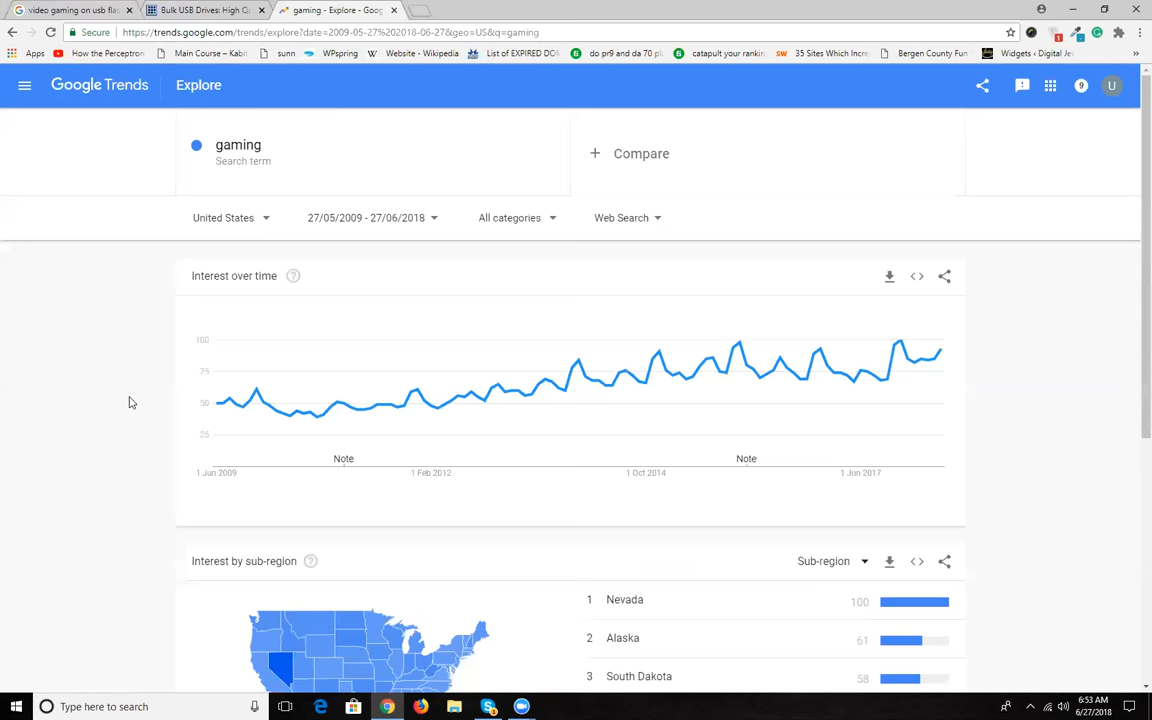 video gaming on usb flas
Bulk USB Drives: High Qu
gaming - Explore - Goog
Secure
https://trends.google.com/trends/explore?date=2009-05-27%202018-06-27&geo=US&q=gaming
Apps
How the Perceptron
Main Course – Kabit
sunn
WPspring
Website - Wikipedia
List of EXPIRED DOM
do pr9 and da 70 plu
catapult your rankin
35 Sites Which Incre
Bergen County Fun
Widgets ‹ Digital Je
»
Google Trends
Explore
9
U
gaming
Search term
+ Compare
United States
27/05/2009 - 27/06/2018
All categories
Web Search
Interest over time
100
75
50
25
Note
Note
1 Jun 2009
1 Feb 2012
1 Oct 2014
1 Jun 2017
Interest by sub-region
Sub-region
1 Nevada 100
2 Alaska 61
3 South Dakota 58
Type here to search
6:53 AM
6/27/2018